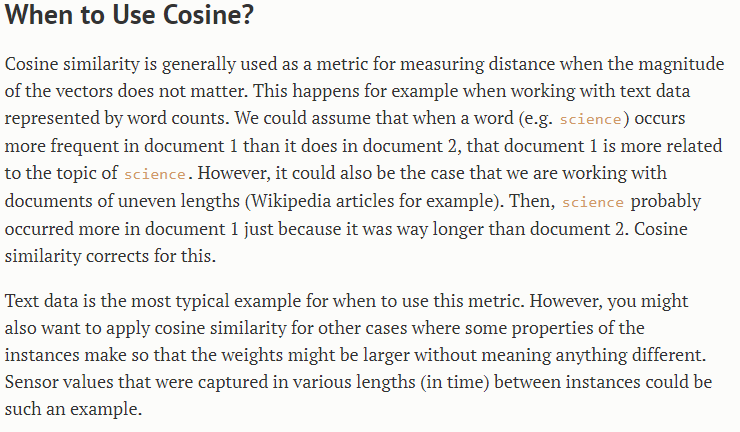 When to Use Cosine?
Cosine similarity is generally used as a metric for measuring distance when the magnitude
of the vectors does not matter. This happens for example when working with text data
represented by word counts. We could assume that when a word (e.g. science) occurs
more frequent in document 1 than it does in document 2, that document 1 is more related
to the topic of science. However, it could also be the case that we are working with
documents of uneven lengths (Wikipedia articles for example). Then, science probably
occurred more in document 1 just because it was way longer than document 2. Cosine
similarity corrects for this.
Text data is the most typical example for when to use this metric. However, you might
also want to apply cosine similarity for other cases where some properties of the
instances make so that the weights might be larger without meaning anything different.
Sensor values that were captured in various lengths (in time) between instances could be
such an example.